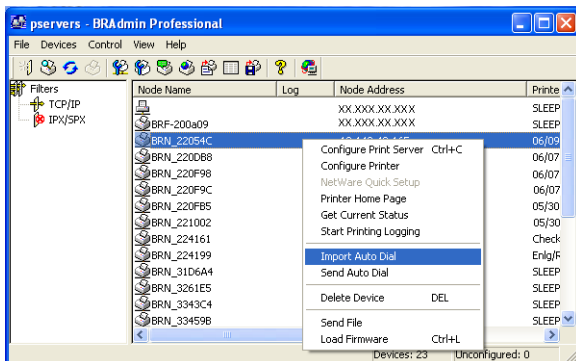 pservers - BRAdmin Professional
File Devices Control View Help
Filters
TCP/IP
IPX/SPX
Node Name Log Node Address Printe
XX.XXX.XX.XXX SLEEP
BRF-200a09 XX.XXX.XX.XXX SLEEP
BRN_22054C 06/09
BRN_220DB8 06/07
BRN_220F98 06/07
BRN_220F9C 06/07
BRN_220FB5 05/30
BRN_221002 05/30
BRN_224161 Check
BRN_224199 Enlg/F
BRN_31D6A4 SLEEP
BRN_3261E5 SLEEP
BRN_3343C4 SLEEP
BRN_33459B SLEEP
Configure Print Server Ctrl+C
Configure Printer
NetWare Quick Setup
Printer Home Page
Get Current Status
Start Printing Logging
Import Auto Dial
Send Auto Dial
Delete Device DEL
Send File
Load Firmware Ctrl+L
Devices: 23 Unconfigured: 0